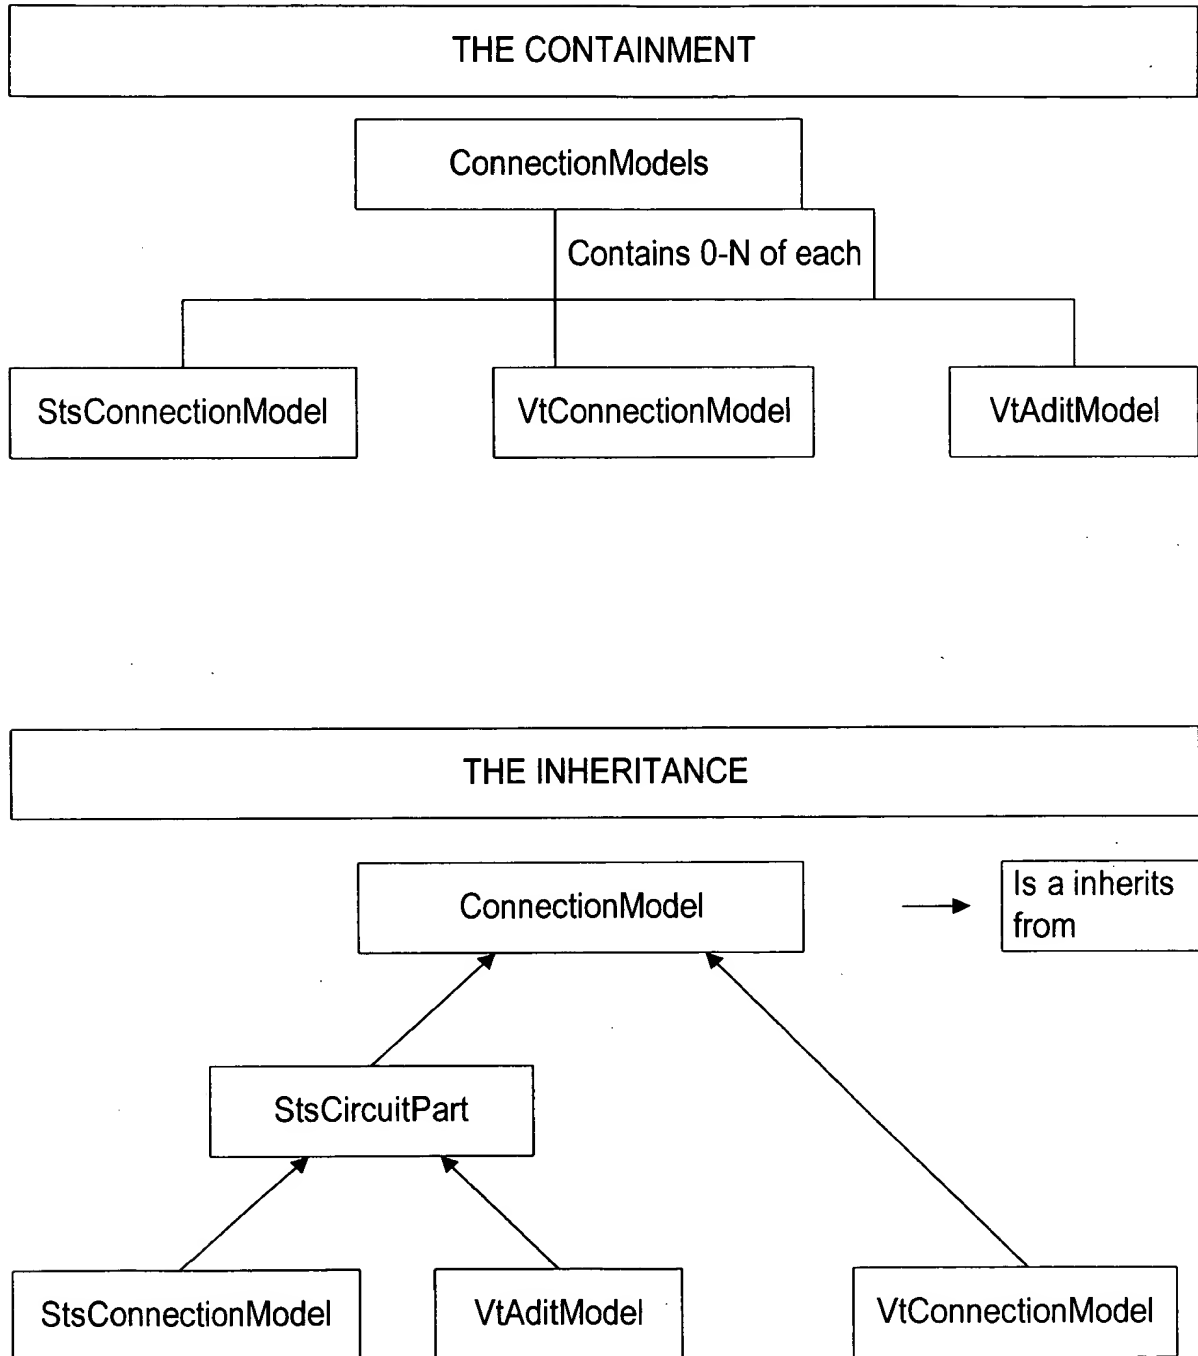 THE CONTAINMENT
ConnectionModels
Contains 0-N of each
StsConnectionModel
VtConnectionModel
VtAditModel
THE INHERITANCE
ConnectionModel
Is a inherits
from
StsCircuitPart
StsConnectionModel
VtAditModel
VtConnectionModel